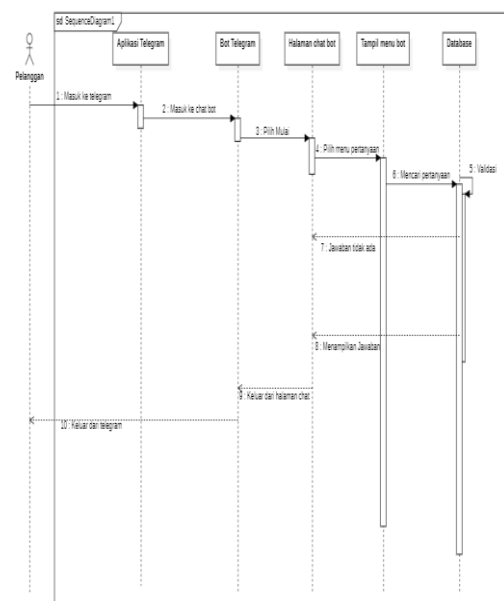 sd SequenceDiagram1
Aplikasi Telegram
Bot Telegram
Halaman chat bot
Tampil menu bot
Database
Pelanggan
1 : Masuk ke telegram
2 : Masuk ke chat bot
3 : Pilih Mulai
4 : Pilih menu pertanyaan
5 : Validasi
6 : Mencari pertanyaan
7 : Jawaban tidak ada
8 : Menampilkan Jawaban
9 : Keluar dari halaman chat
10 : Keluar dari telegram